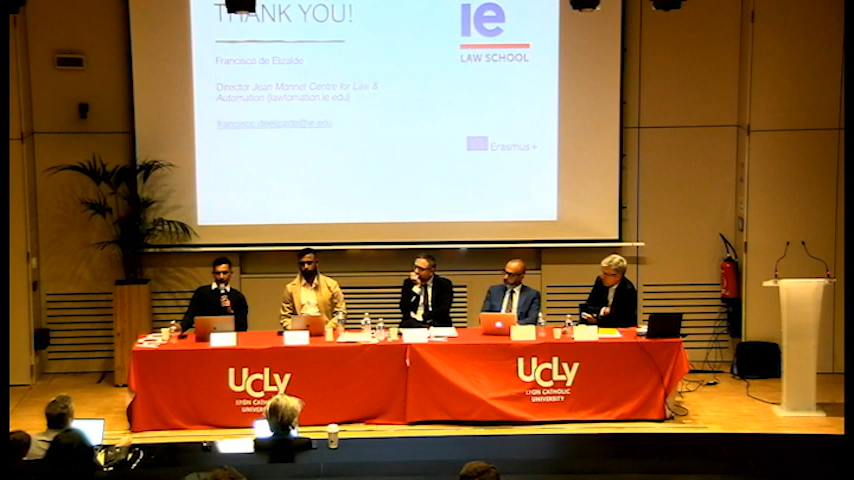 THANK YOU!
Francisco de Elizalde
Director Jean Monnet Centre for Law &
Automation (lawtomation.ie.edu)
francisco.deelizalde@ie.edu
ie
LAW SCHOOL
Erasmus+
UCLy
LYON CATHOLIC
UNIVERSITY
UCLy
LYON CATHOLIC
UNIVERSITY